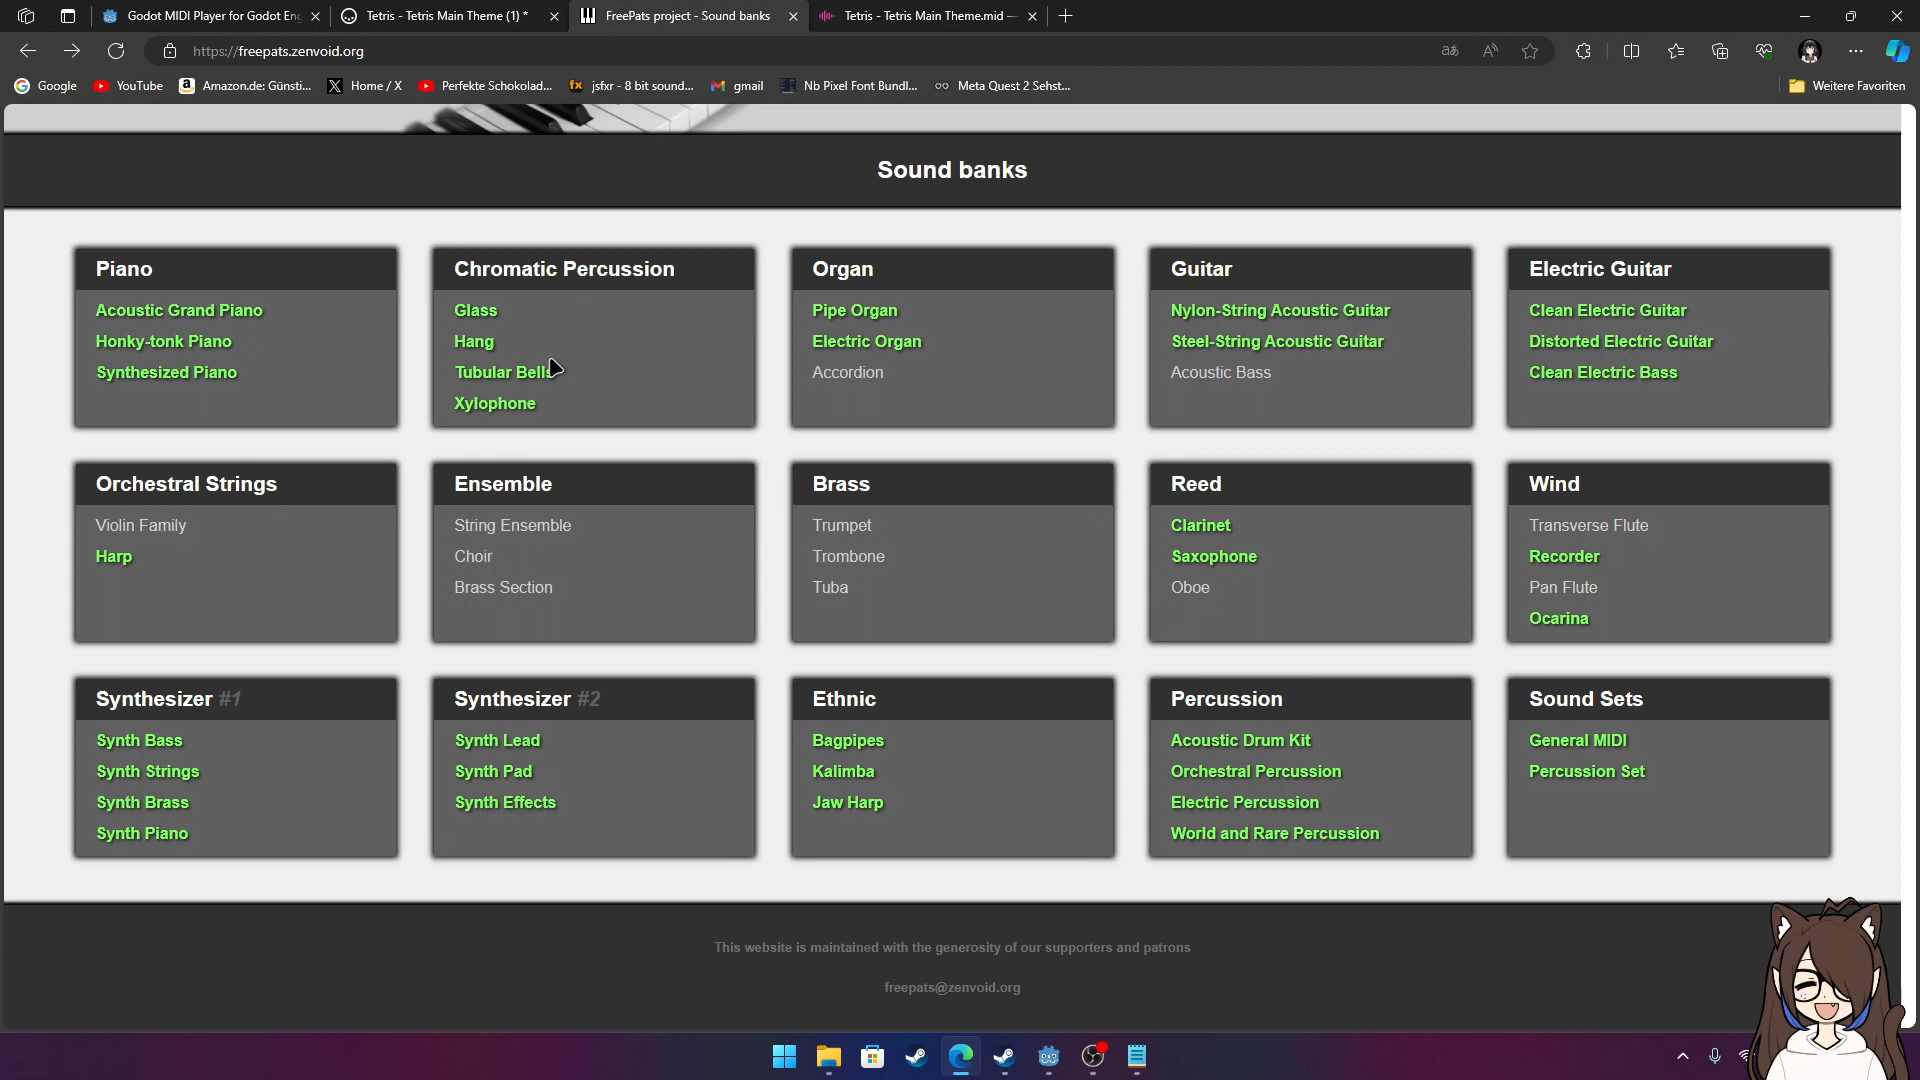 Godot MIDI Player for Godot Eng
Tetris - Tetris Main Theme (1) *
FreePats project - Sound banks
Tetris - Tetris Main Theme.mid —
https://freepats.zenvoid.org
Google
YouTube
Amazon.de: Günsti...
Home / X
Perfekte Schokolad...
jsfxr - 8 bit sound...
gmail
Nb Pixel Font Bundl...
Meta Quest 2 Sehst...
Weitere Favoriten
Sound banks
Piano
Acoustic Grand Piano
Honky-tonk Piano
Synthesized Piano
Chromatic Percussion
Glass
Hang
Tubular Bells
Xylophone
Organ
Pipe Organ
Electric Organ
Accordion
Guitar
Nylon-String Acoustic Guitar
Steel-String Acoustic Guitar
Acoustic Bass
Electric Guitar
Clean Electric Guitar
Distorted Electric Guitar
Clean Electric Bass
Orchestral Strings
Violin Family
Harp
Ensemble
String Ensemble
Choir
Brass Section
Brass
Trumpet
Trombone
Tuba
Reed
Clarinet
Saxophone
Oboe
Wind
Transverse Flute
Recorder
Pan Flute
Ocarina
Synthesizer #1
Synth Bass
Synth Strings
Synth Brass
Synth Piano
Synthesizer #2
Synth Lead
Synth Pad
Synth Effects
Ethnic
Bagpipes
Kalimba
Jaw Harp
Percussion
Acoustic Drum Kit
Orchestral Percussion
Electric Percussion
World and Rare Percussion
Sound Sets
General MIDI
Percussion Set
This website is maintained with the generosity of our supporters and patrons
freepats@zenvoid.org